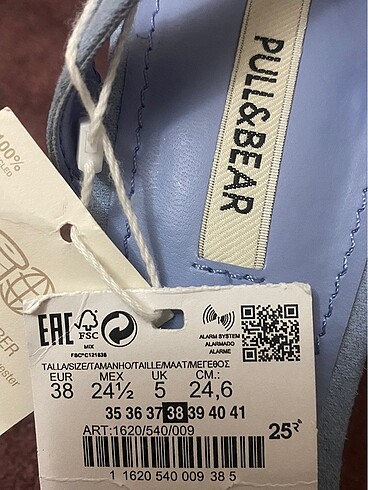 PULL&BEAR
100%
EAC
FSC
MIX
FSC®C121836
ALARM SYSTEM
ALARMADO
ALARME
TALLA/SIZE/TAMANHO/TAILLE/MAAT/ΜΕΓΕΘΟΣ
EUR MEX UK CM.:
38 24½ 5 24,6
35 36 37 38 39 40 41
ART:1620/540/009
1 1620 540 009 38 5